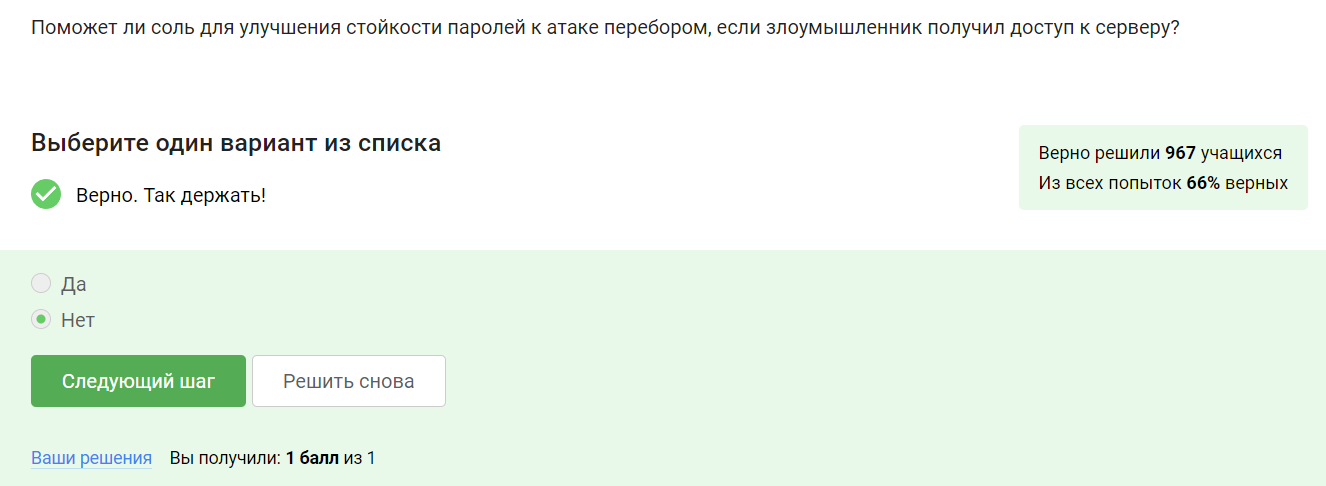 Поможет ли соль для улучшения стойкости паролей к атаке перебором, если злоумышленник получил доступ к серверу?
Выберите один вариант из списка
Верно. Так держать!
Верно решили 967 учащихся
Из всех попыток 66% верных
Да
Нет
Следующий шаг
Решить снова
Ваши решения Вы получили: 1 балл из 1